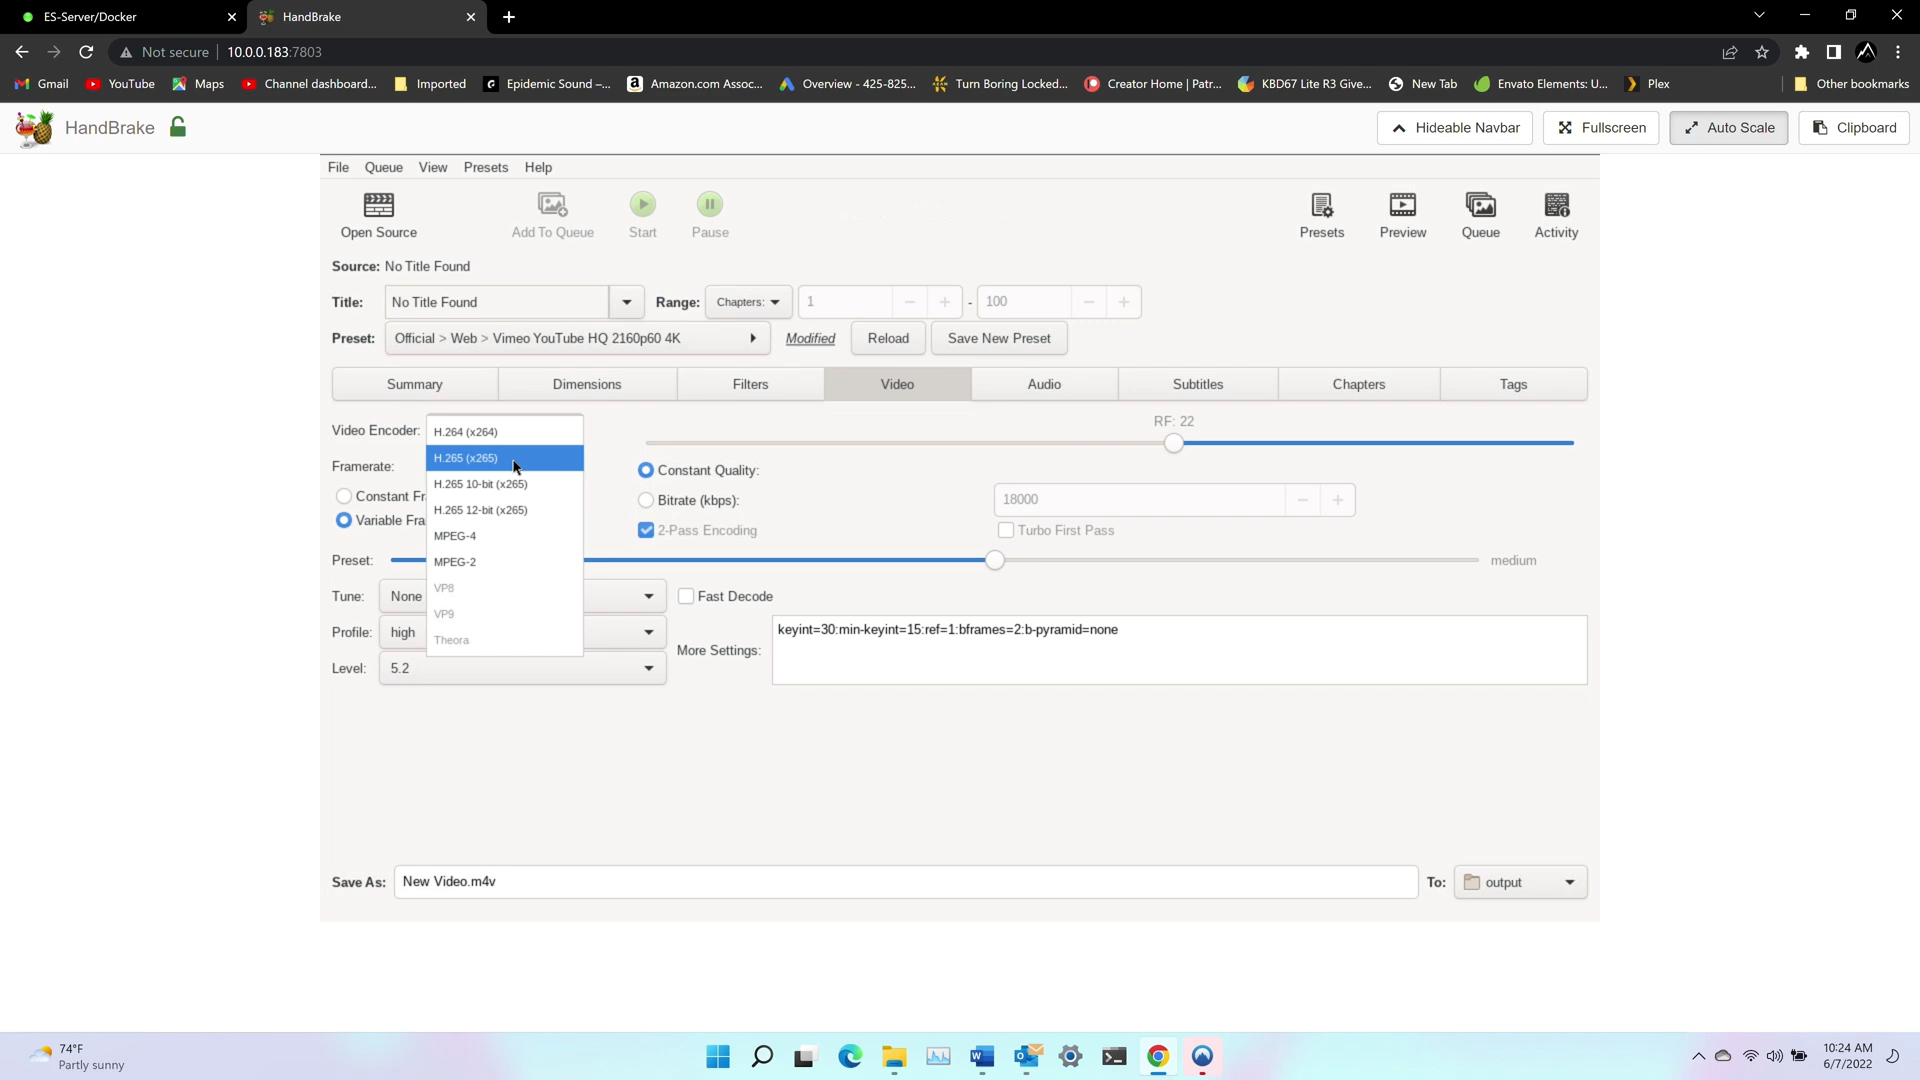 ES-Server/Docker
HandBrake
Not secure
10.0.0.183:7803
Gmail
YouTube
Maps
Channel dashboard...
Imported
Epidemic Sound –...
Amazon.com Assoc...
Overview - 425-825...
Turn Boring Locked...
Creator Home | Patr...
KBD67 Lite R3 Give...
New Tab
Envato Elements: U...
Plex
Other bookmarks
HandBrake
Hideable Navbar
Fullscreen
Auto Scale
Clipboard
File Queue View Presets Help
Open Source
Add To Queue
Start
Pause
Presets
Preview
Queue
Activity
Source: No Title Found
Title: No Title Found
Range: Chapters: 1 - 100
Preset: Official > Web > Vimeo YouTube HQ 2160p60 4K
Modified
Reload
Save New Preset
Summary
Dimensions
Filters
Video
Audio
Subtitles
Chapters
Tags
Video Encoder:
H.264 (x264)
H.265 (x265)
H.265 10-bit (x265)
H.265 12-bit (x265)
MPEG-4
MPEG-2
VP8
VP9
Theora
RF: 22
Framerate:
Constant Fr
Variable Fra
Constant Quality:
Bitrate (kbps): 18000
2-Pass Encoding
Turbo First Pass
Preset: medium
Tune: None
Fast Decode
Profile: high
Level: 5.2
More Settings:
keyint=30:min-keyint=15:ref=1:bframes=2:b-pyramid=none
Save As: New Video.m4v
To: output
74°F
Partly sunny
10:24 AM
6/7/2022